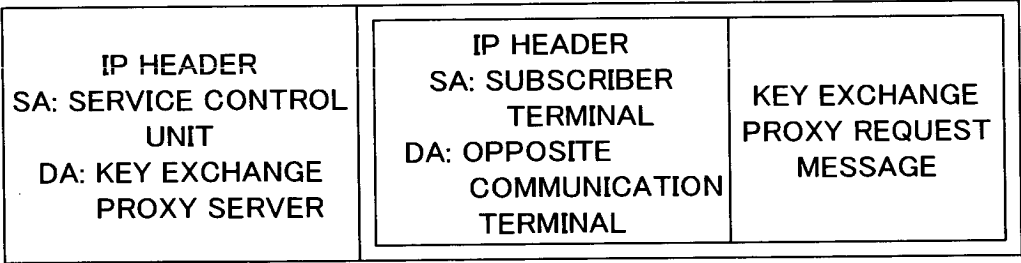 IP HEADER
SA: SERVICE CONTROL
UNIT
DA: KEY EXCHANGE
PROXY SERVER
IP HEADER
SA: SUBSCRIBER
TERMINAL
DA: OPPOSITE
COMMUNICATION
TERMINAL
KEY EXCHANGE
PROXY REQUEST
MESSAGE